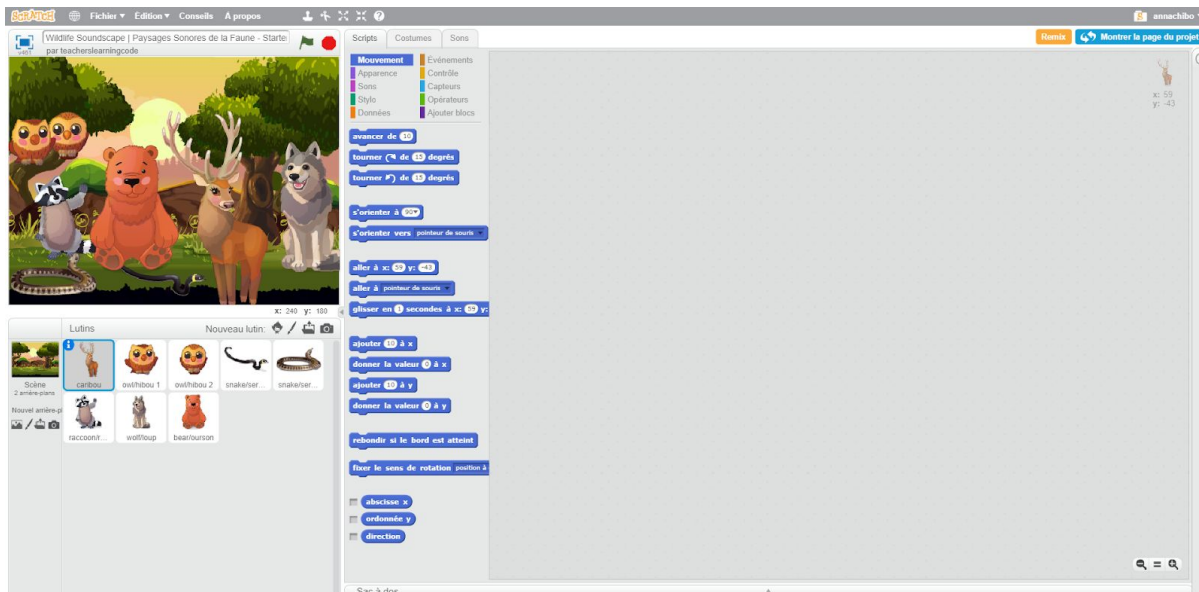 SCRATCH Fichier Édition Conseils A propos
annachibo
v461
Wildlife Soundscape | Paysages Sonores de la Faune - Starte
par teacherslearningcode
Scripts Costumes Sons
Remix
Montrer la page du projet
Mouvement
Apparence
Sons
Stylo
Données
Événements
Contrôle
Capteurs
Opérateurs
Ajouter blocs
x: 59
y: -43
avancer de 10
tourner de 15 degrés
tourner de 15 degrés
s'orienter à 90
s'orienter vers pointeur de souris
aller à x: 59 y: -43
aller à pointeur de souris
glisser en 1 secondes à x: 59 y:
ajouter 10 à x
donner la valeur 0 à x
ajouter 10 à y
donner la valeur 0 à y
rebondir si le bord est atteint
fixer le sens de rotation position à
abscisse x
ordonnée y
direction
x: 240 y: 180
Lutins
Nouveau lutin:
Scène
2 arrière-plans
Nouvel arrière-pl
caribou
owl/hibou 1
owl/hibou 2
snake/ser...
snake/ser...
raccoon/r...
wolf/loup
bear/ourson
Sac à dos